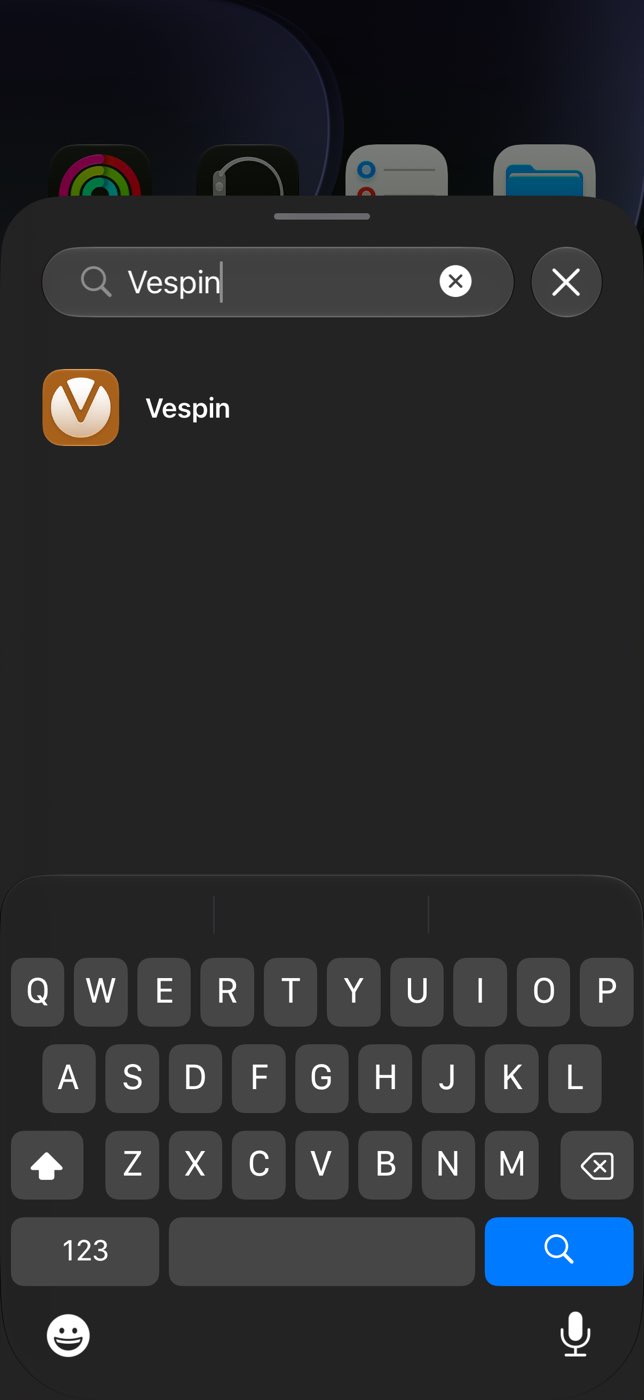 Vespin
Vespin
Q W E R T Y U I O P
A S D F G H J K L
Z X C V B N M
123